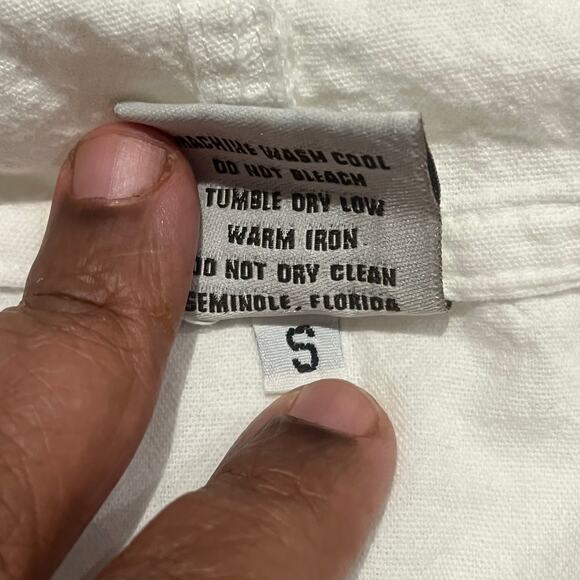 MACHINE WASH COOL
DO NOT BLEACH
TUMBLE DRY LOW
WARM IRON
DO NOT DRY CLEAN
SEMINOLE, FLORIDA
S